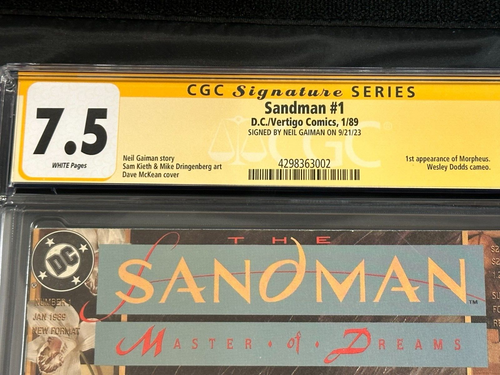 CGC Signature SERIES
7.5
WHITE Pages
Sandman #1
D.C./Vertigo Comics, 1/89
SIGNED BY NEIL GAIMAN ON 9/21/23
Neil Gaiman story
Sam Kieth & Mike Dringenberg art
Dave McKean cover
4298363002
1st appearance of Morpheus.
Wesley Dodds cameo.
CGC
DC
NUMBER 1
JAN 1989
NEW FORMAT
THE
SANDMAN
TM
MASTER of DREAMS